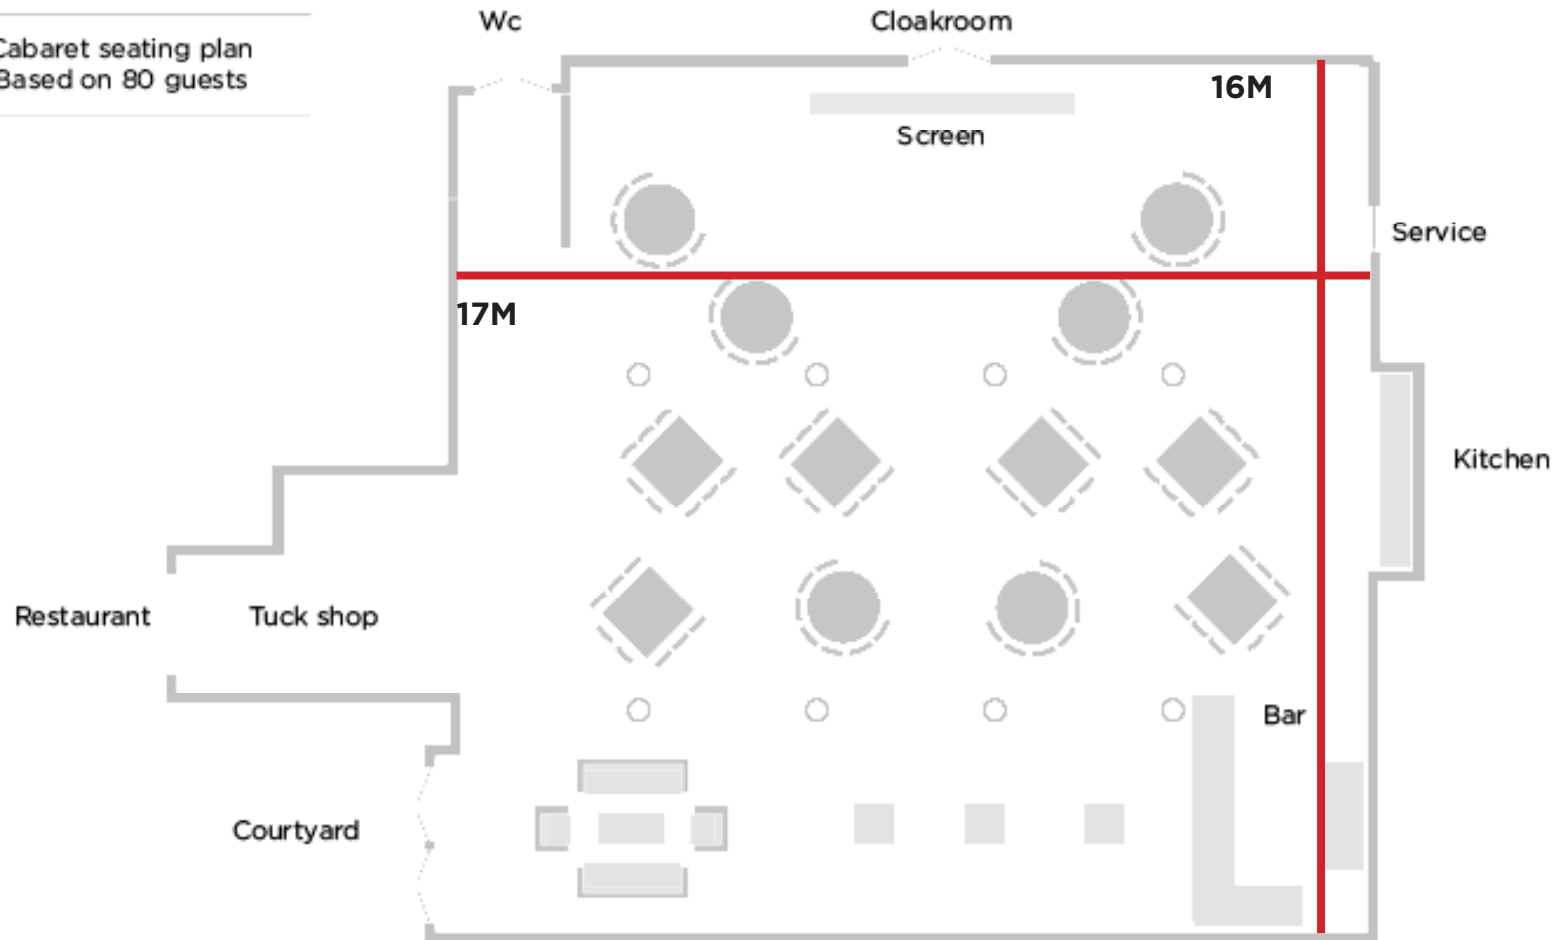 Wc
Cloakroom
Cabaret seating plan
Based on 80 guests
16M
Screen
Service
17M
Kitchen
Restaurant
Tuck shop
Bar
Courtyard